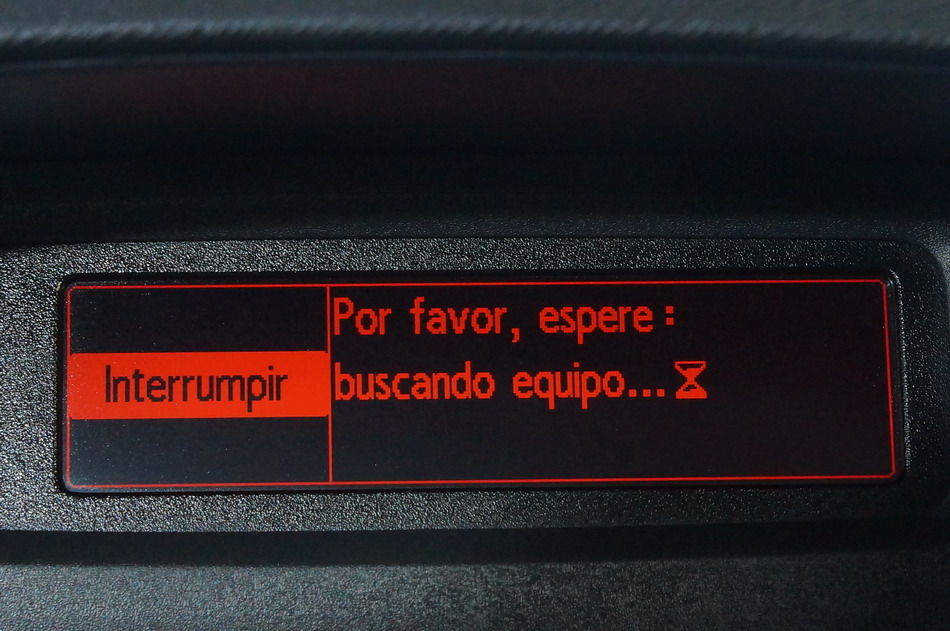 Interrumpir
Por favor, espere:
buscando equipo...